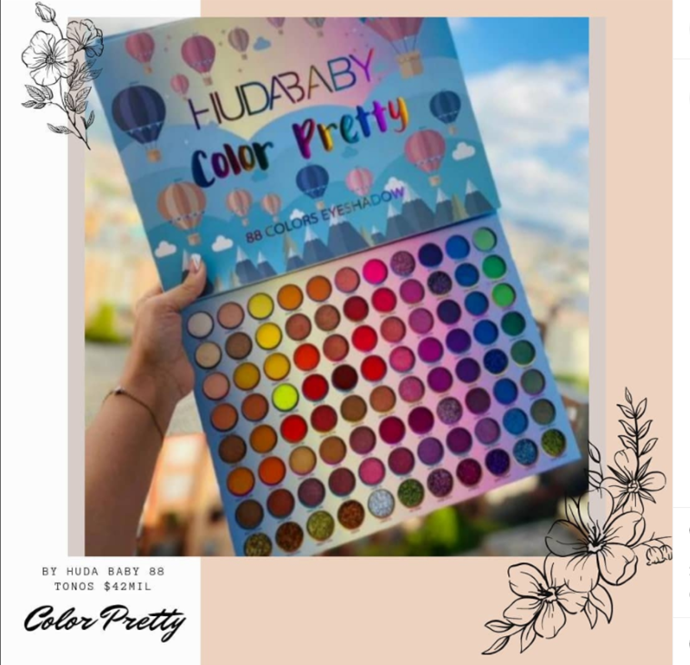 HUDABABY
Color Pretty
88 COLORS EYESHADOW
BY HUDA BABY 88
TONOS $42MIL
Color Pretty